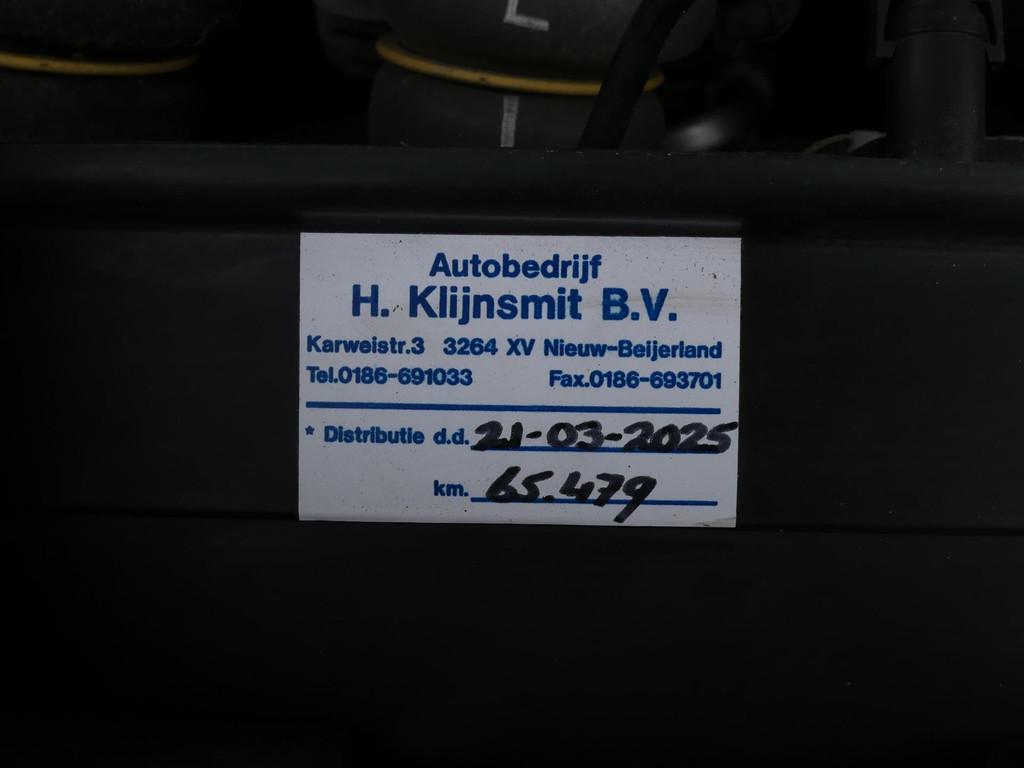 L
Autobedrijf
H. Klijnsmit B.V.
Karweistr.3 3264 XV Nieuw-Beijerland
Tel.0186-691033 Fax.0186-693701
* Distributie d.d. 21-03-2025
km. 65.479